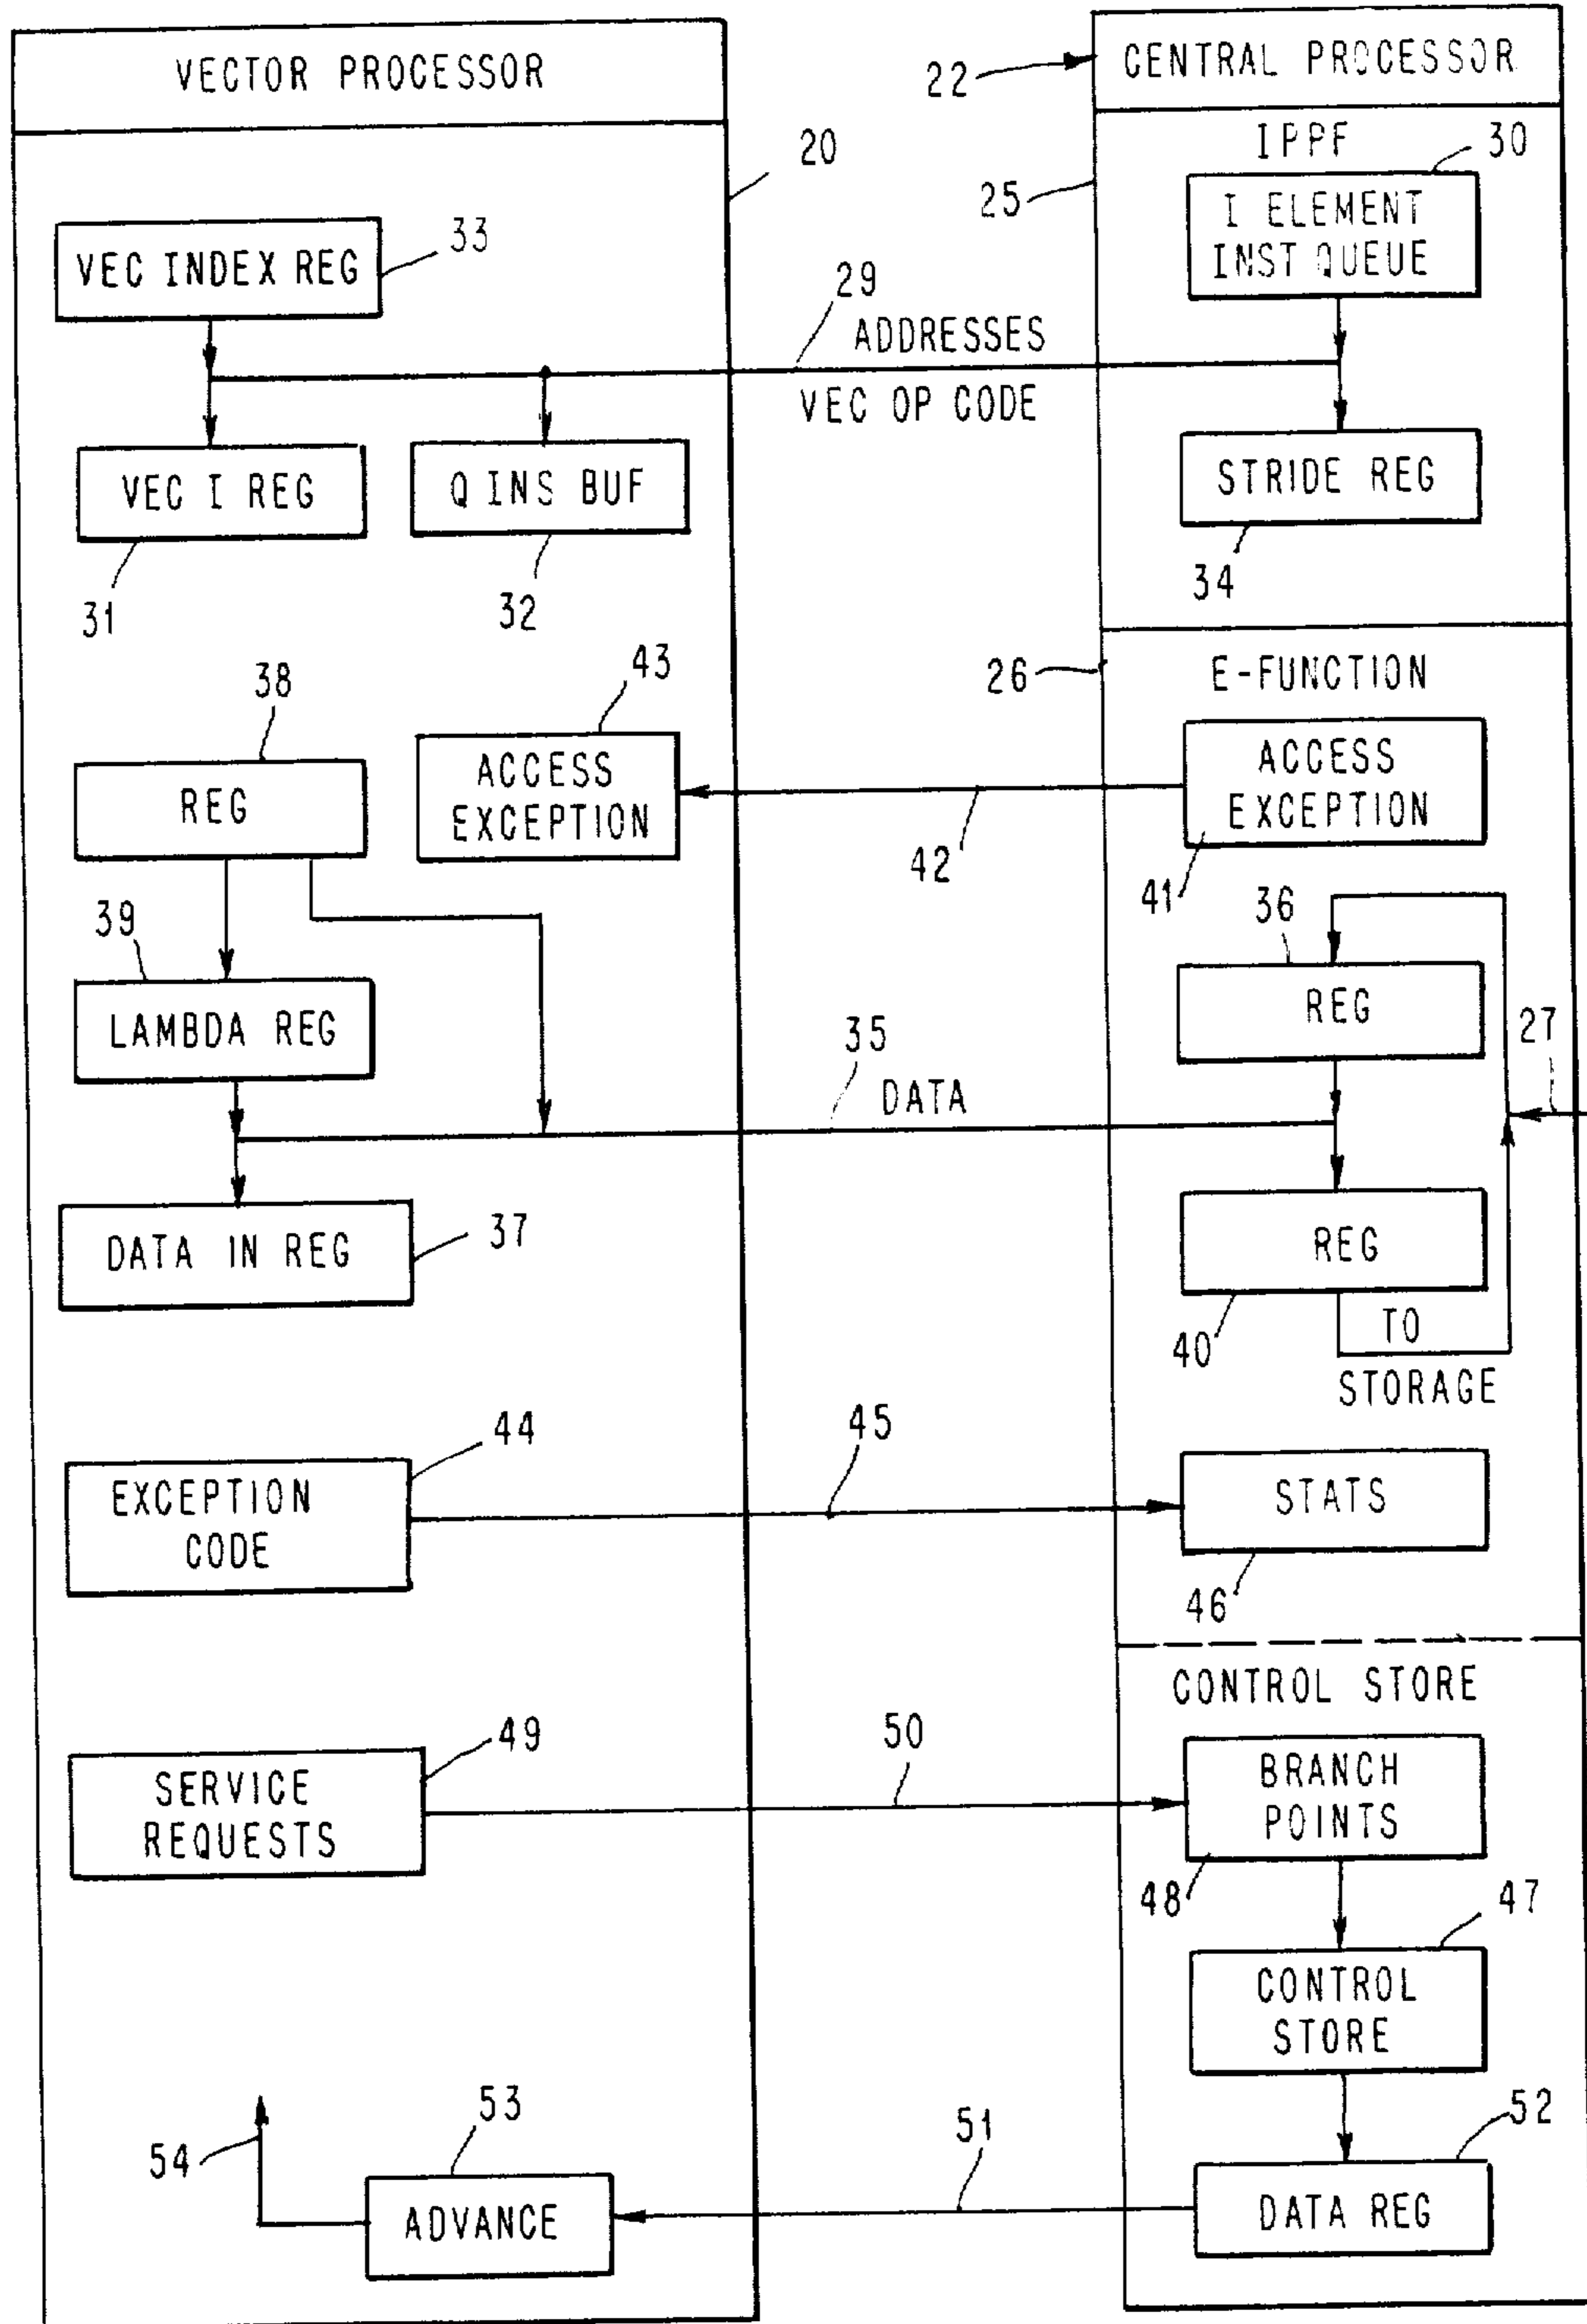 VECTOR PROCESSOR
22
CENTRAL PROCESSOR
20
25
IPPF
30
I ELEMENT
INST QUEUE
VEC INDEX REG
33
29
ADDRESSES
VEC OP CODE
VEC I REG
31
Q INS BUF
32
STRIDE REG
34
26
E-FUNCTION
38
REG
43
ACCESS
EXCEPTION
42
ACCESS
EXCEPTION
41
39
LAMBDA REG
36
REG
27
35
DATA
DATA IN REG
37
REG
40
TO
STORAGE
44
EXCEPTION
CODE
45
STATS
46
CONTROL STORE
49
SERVICE
REQUESTS
50
BRANCH
POINTS
48
47
CONTROL
STORE
54
53
ADVANCE
51
52
DATA REG